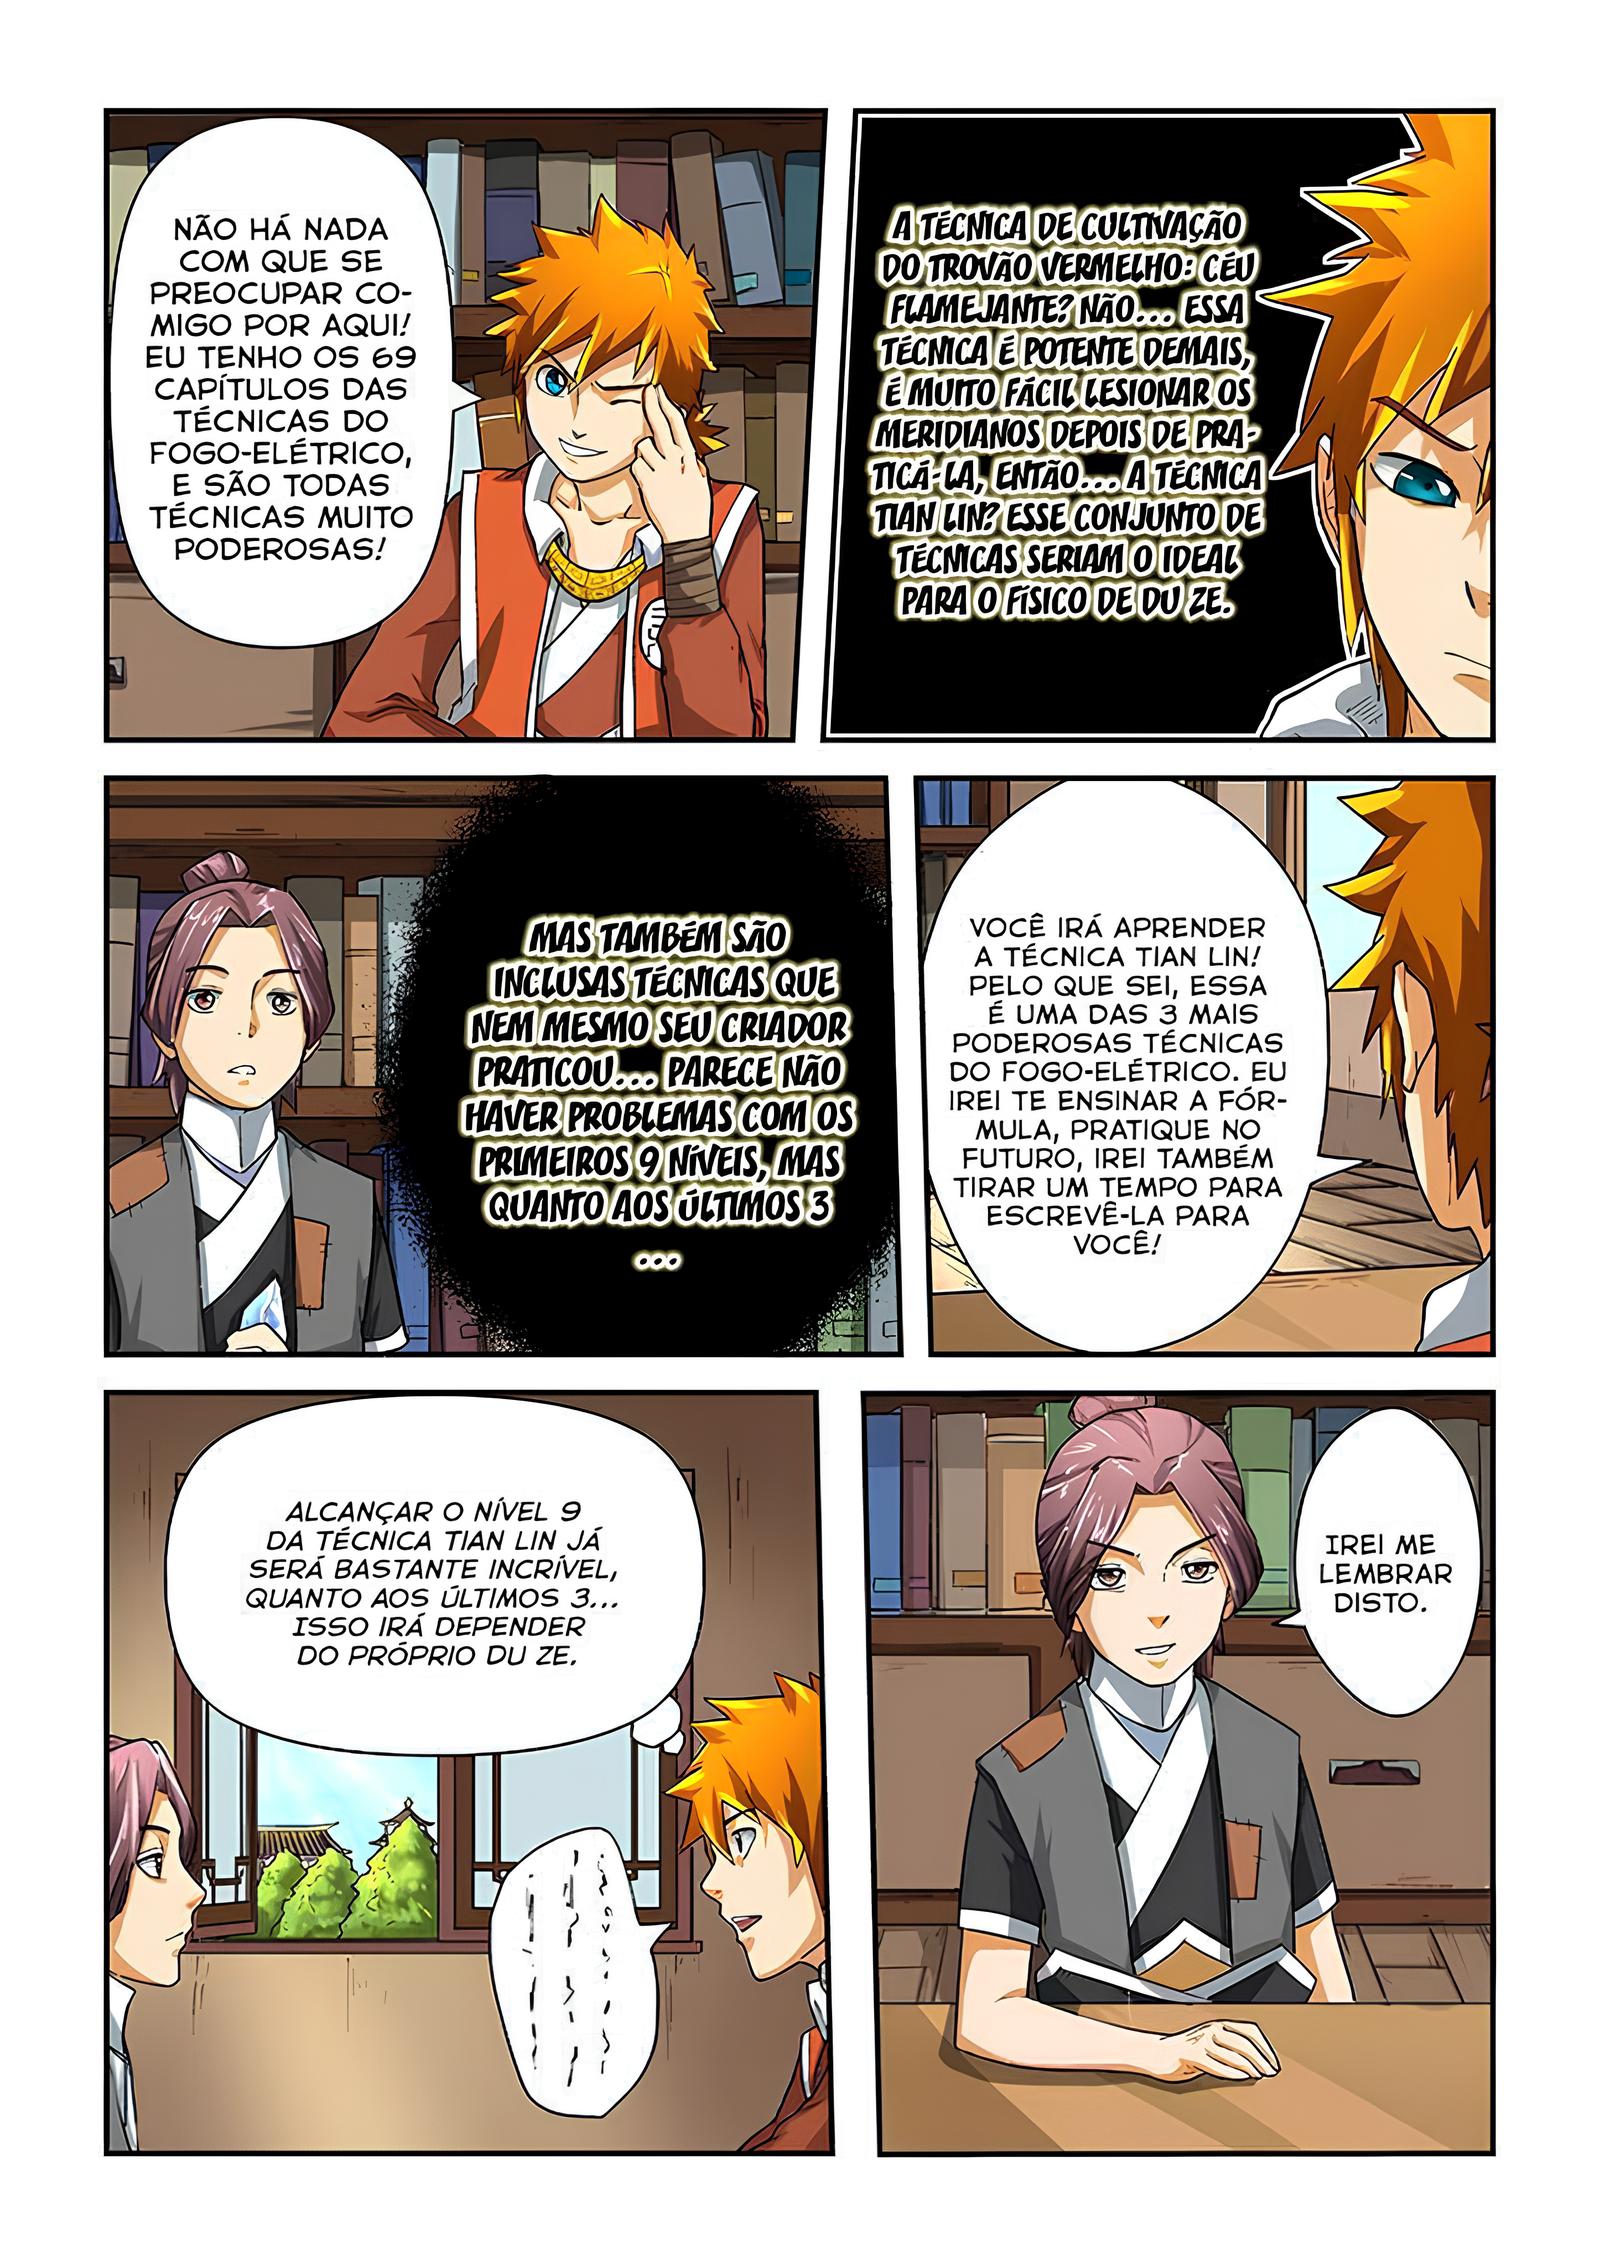 NÃO HÁ NADA
COM QUE SE
PREOCUPAR CO-
MIGO POR AQUI!
EU TENHO OS 69
CAPÍTULOS DAS
TÉCNICAS DO
FOGO-ELÉTRICO,
E SÃO TODAS
TÉCNICAS MUITO
PODEROSAS!
A TÉCNICA DE CULTIVAÇÃO
DO TROVÃO VERMELHO: CÉU
FLAMEJANTE? NÃO... ESSA
TÉCNICA É POTENTE DEMAIS,
É MUITO FÁCIL LESIONAR OS
MERIDIANOS DEPOIS DE PRA-
TICÁ-LA, ENTÃO... A TÉCNICA
TIAN LIN? ESSE CONJUNTO DE
TÉCNICAS SERIAM O IDEAL
PARA O FÍSICO DE DU ZE.
MAS TAMBÉM SÃO
INCLUSAS TÉCNICAS QUE
NEM MESMO SEU CRIADOR
PRATICOU... PARECE NÃO
HAVER PROBLEMAS COM OS
PRIMEIROS 9 NÍVEIS, MAS
QUANTO AOS ÚLTIMOS 3
...
VOCÊ IRÁ APRENDER
A TÉCNICA TIAN LIN!
PELO QUE SEI, ESSA
É UMA DAS 3 MAIS
PODEROSAS TÉCNICAS
DO FOGO-ELÉTRICO. EU
IREI TE ENSINAR A FÓR-
MULA, PRATIQUE NO
FUTURO, IREI TAMBÉM
TIRAR UM TEMPO PARA
ESCREVÊ-LA PARA
VOCÊ!
ALCANÇAR O NÍVEL 9
DA TÉCNICA TIAN LIN JÁ
SERÁ BASTANTE INCRÍVEL,
QUANTO AOS ÚLTIMOS 3...
ISSO IRÁ DEPENDER
DO PRÓPRIO DU ZE.
IREI ME
LEMBRAR
DISTO.